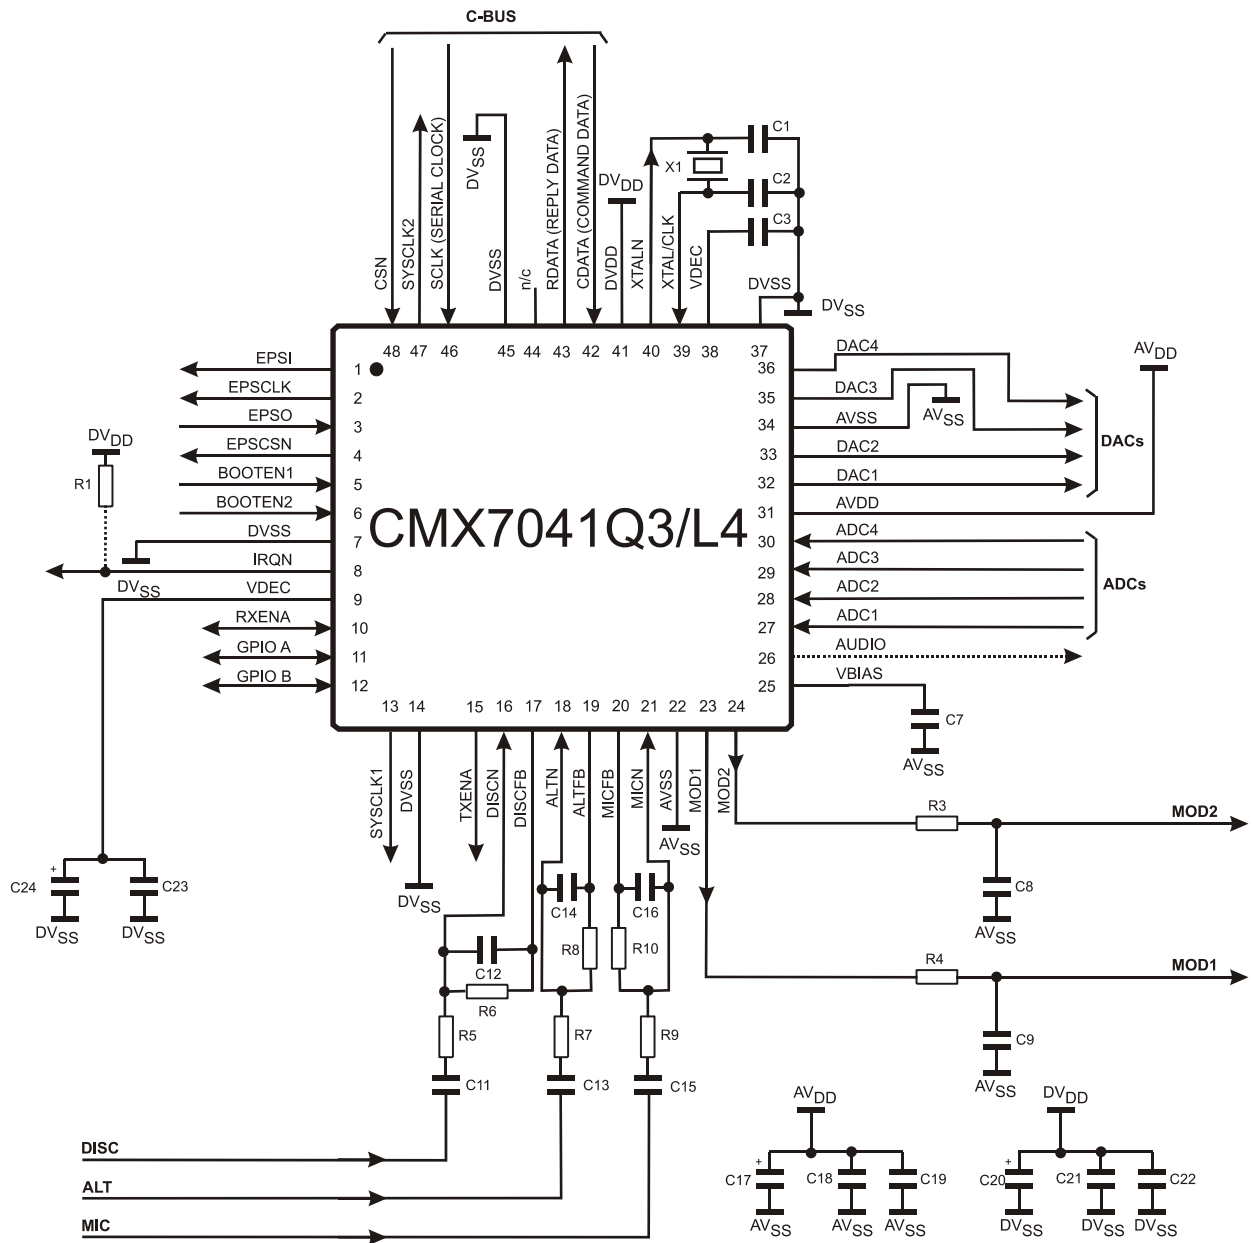 C-BUS
CSN
SYSCLK2
SCLK (SERIAL CLOCK)
DVSS
DVSS
n/c
RDATA (REPLY DATA)
CDATA (COMMAND DATA)
DVDD
DVDD
XTALN
XTAL/CLK
VDEC
DVSS
X1
C1
C2
C3
DVSS
48 47 46 45 44 43 42 41 40 39 38 37
EPSI 1
EPSCLK 2
EPSO 3
EPSCSN 4
BOOTEN1 5
BOOTEN2 6
DVSS 7
IRQN 8
VDEC 9
RXENA 10
GPIO A 11
GPIO B 12
DVDD
R1
DVSS
CMX7041Q3/L4
36 DAC4
35 DAC3
34 AVSS
33 DAC2
32 DAC1
31 AVDD
30 ADC4
29 ADC3
28 ADC2
27 ADC1
26 AUDIO
25 VBIAS
AVSS
AVDD
DACs
ADCs
C7
AVSS
13 14 15 16 17 18 19 20 21 22 23 24
SYSCLK1
DVSS
TXENA
DISCN
DISCFB
ALTN
ALTFB
MICFB
MICN
AVSS
MOD1
MOD2
C24
+
C23
DVSS
DVSS
DVSS
AVSS
C14
C16
R8
R10
C12
R6
R5
R7
R9
C11
C13
C15
R3
MOD2
C8
AVSS
R4
MOD1
C9
AVSS
DISC
ALT
MIC
AVDD
+
C17
C18
C19
AVSS
AVSS
AVSS
DVDD
+
C20
C21
C22
DVSS
DVSS
DVSS